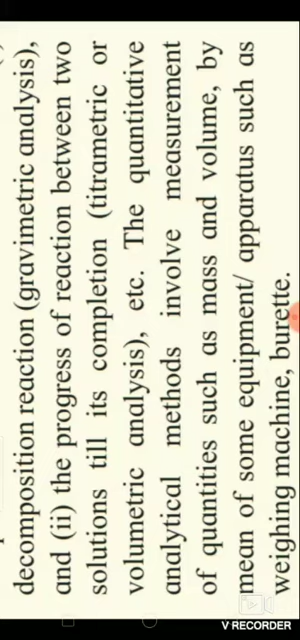 decomposition reaction (gravimetric analysis),
and (ii) the progress of reaction between two
solutions till its completion (titrametric or
volumetric analysis), etc. The quantitative
analytical methods involve measurement
of quantities such as mass and volume, by
mean of some equipment/ apparatus such as
weighing machine, burette.
V RECORDER